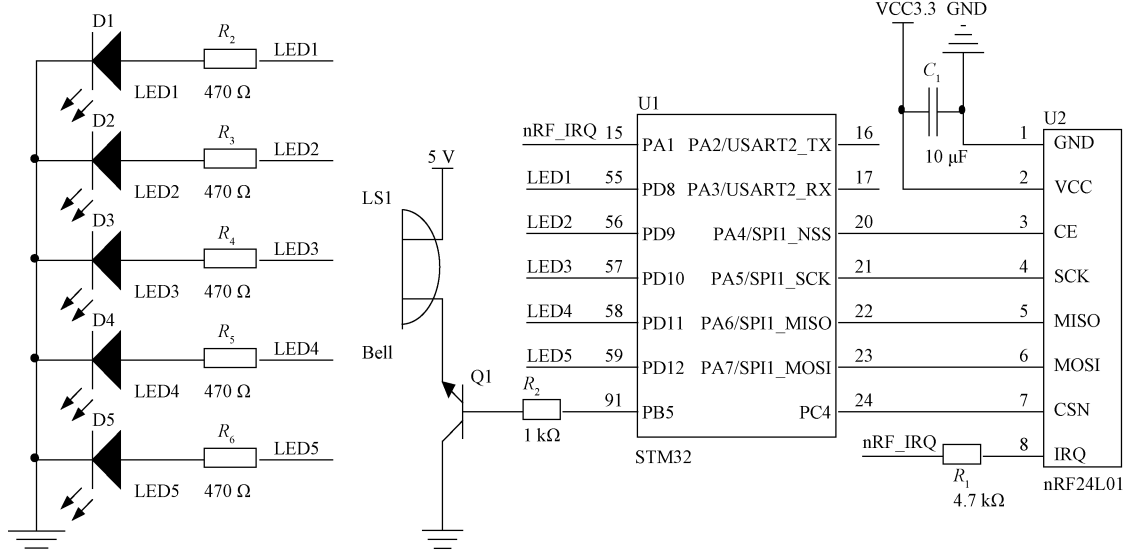 D1
R2
LED1
LED1
470 Ω
D2
R3
LED2
LED2
470 Ω
D3
R4
LED3
LED3
470 Ω
D4
R5
LED4
LED4
470 Ω
D5
R6
LED5
LED5
470 Ω
5 V
LS1
Bell
Q1
R2
1 kΩ
U1
nRF_IRQ 15 PA1 PA2/USART2_TX 16
LED1 55 PD8 PA3/USART2_RX 17
LED2 56 PD9 PA4/SPI1_NSS 20
LED3 57 PD10 PA5/SPI1_SCK 21
LED4 58 PD11 PA6/SPI1_MISO 22
LED5 59 PD12 PA7/SPI1_MOSI 23
91 PB5 PC4 24
STM32
VCC3.3 GND
C1
10 μF
U2
1 GND
2 VCC
3 CE
4 SCK
5 MISO
6 MOSI
7 CSN
nRF_IRQ 8 IRQ
R1
4.7 kΩ
nRF24L01